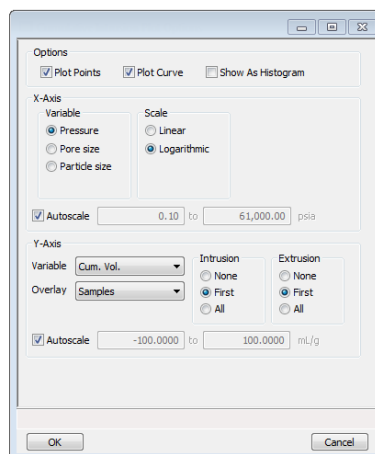 Options
Plot Points Plot Curve Show As Histogram
X-Axis
Variable Scale
Pressure Linear
Pore size Logarithmic
Particle size
Autoscale 0.10 to 61,000.00 psia
Y-Axis
Variable Cum. Vol. Intrusion Extrusion
None None
Overlay Samples First First
All All
Autoscale -100.0000 to 100.0000 mL/g
OK Cancel